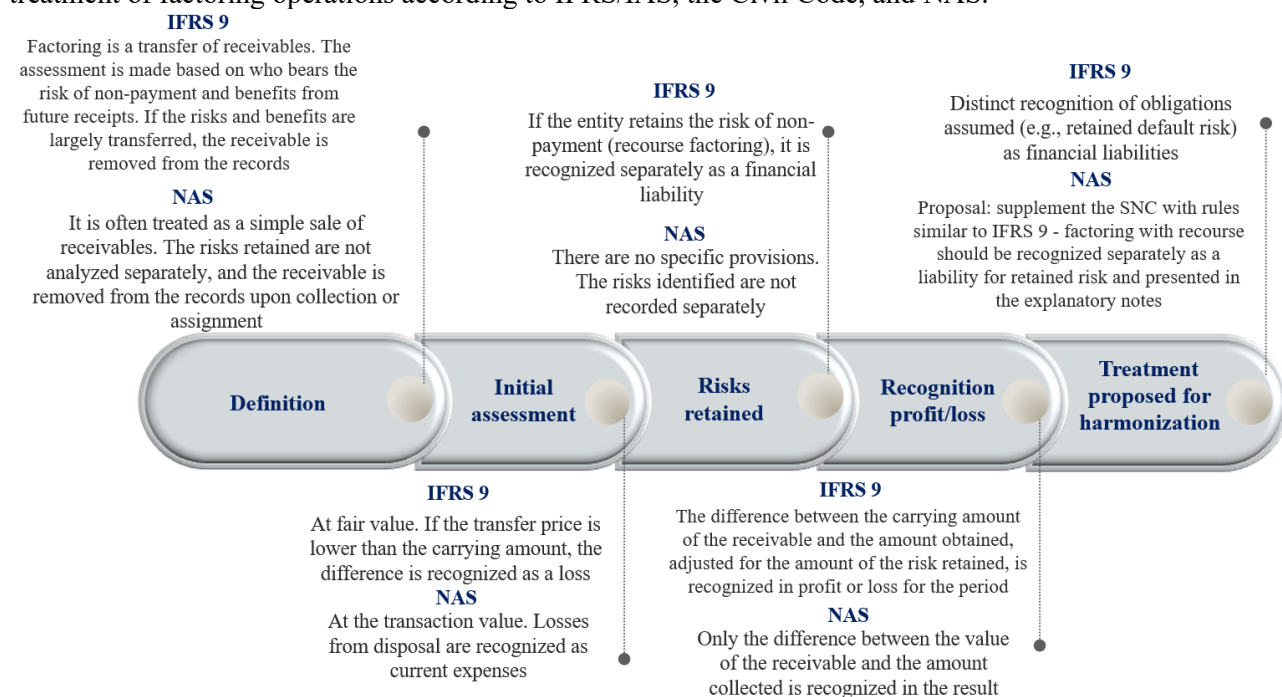 treatment of factoring operations according to IFRS/IAS, the Civil Code, and NAS.
IFRS 9
Factoring is a transfer of receivables. The
assessment is made based on who bears the
risk of non-payment and benefits from
future receipts. If the risks and benefits are
largely transferred, the receivable is
removed from the records
NAS
It is often treated as a simple sale of
receivables. The risks retained are not
analyzed separately, and the receivable is
removed from the records upon collection or
assignment
IFRS 9
If the entity retains the risk of non-
payment (recourse factoring), it is
recognized separately as a financial
liability
NAS
There are no specific provisions.
The risks identified are not
recorded separately
IFRS 9
Distinct recognition of obligations
assumed (e.g., retained default risk)
as financial liabilities
NAS
Proposal: supplement the SNC with rules
similar to IFRS 9 - factoring with recourse
should be recognized separately as a
liability for retained risk and presented in
the explanatory notes
Definition
Initial
assessment
Risks
retained
Recognition
profit/loss
Treatment
proposed for
harmonization
IFRS 9
At fair value. If the transfer price is
lower than the carrying amount, the
difference is recognized as a loss
NAS
At the transaction value. Losses
from disposal are recognized as
current expenses
IFRS 9
The difference between the carrying amount
of the receivable and the amount obtained,
adjusted for the amount of the risk retained, is
recognized in profit or loss for the period
NAS
Only the difference between the value
of the receivable and the amount
collected is recognized in the result